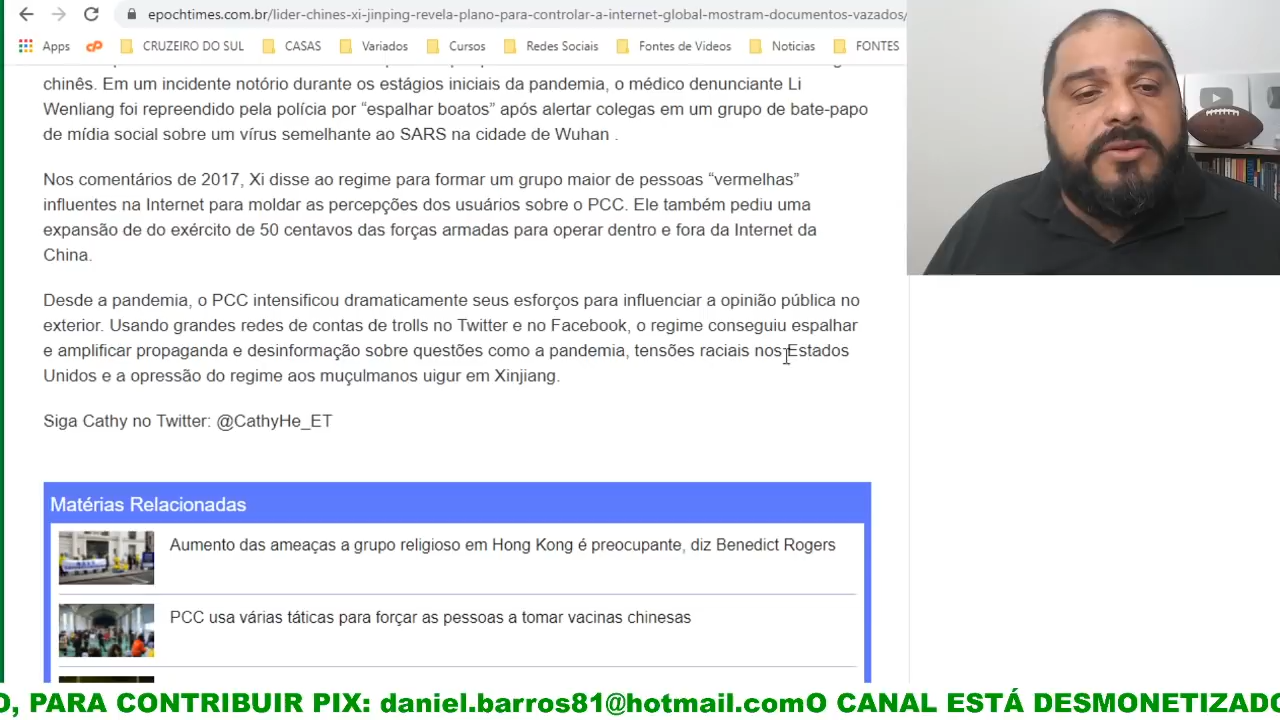 epochtimes.com.br/lider-chines-xi-jinping-revela-plano-para-controlar-a-internet-global-mostram-documentos-vazados/
Apps CRUZEIRO DO SUL CASAS Variados Cursos Redes Sociais Fontes de Videos Noticias FONTES
chinês. Em um incidente notório durante os estágios iniciais da pandemia, o médico denunciante Li
Wenliang foi repreendido pela polícia por “espalhar boatos” após alertar colegas em um grupo de bate-papo
de mídia social sobre um vírus semelhante ao SARS na cidade de Wuhan .
Nos comentários de 2017, Xi disse ao regime para formar um grupo maior de pessoas “vermelhas”
influentes na Internet para moldar as percepções dos usuários sobre o PCC. Ele também pediu uma
expansão de do exército de 50 centavos das forças armadas para operar dentro e fora da Internet da
China.
Desde a pandemia, o PCC intensificou dramaticamente seus esforços para influenciar a opinião pública no
exterior. Usando grandes redes de contas de trolls no Twitter e no Facebook, o regime conseguiu espalhar
e amplificar propaganda e desinformação sobre questões como a pandemia, tensões raciais nos Estados
Unidos e a opressão do regime aos muçulmanos uigur em Xinjiang.
Siga Cathy no Twitter: @CathyHe_ET
Matérias Relacionadas
Aumento das ameaças a grupo religioso em Hong Kong é preocupante, diz Benedict Rogers
PCC usa várias táticas para forçar as pessoas a tomar vacinas chinesas
O, PARA CONTRIBUIR PIX: daniel.barros81@hotmail.comO CANAL ESTÁ DESMONETIZADO